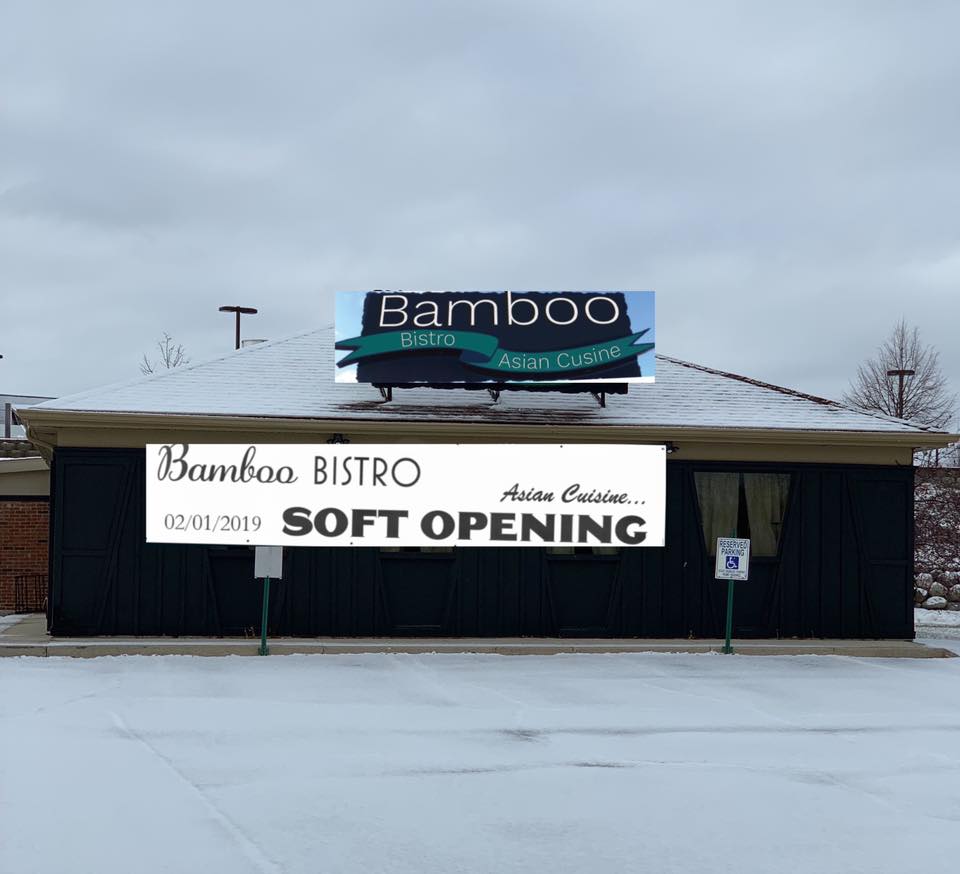 Bamboo
Bistro
Asian Cusine
Bamboo BISTRO
Asian Cuisine...
02/01/2019 SOFT OPENING
RESERVED
PARKING